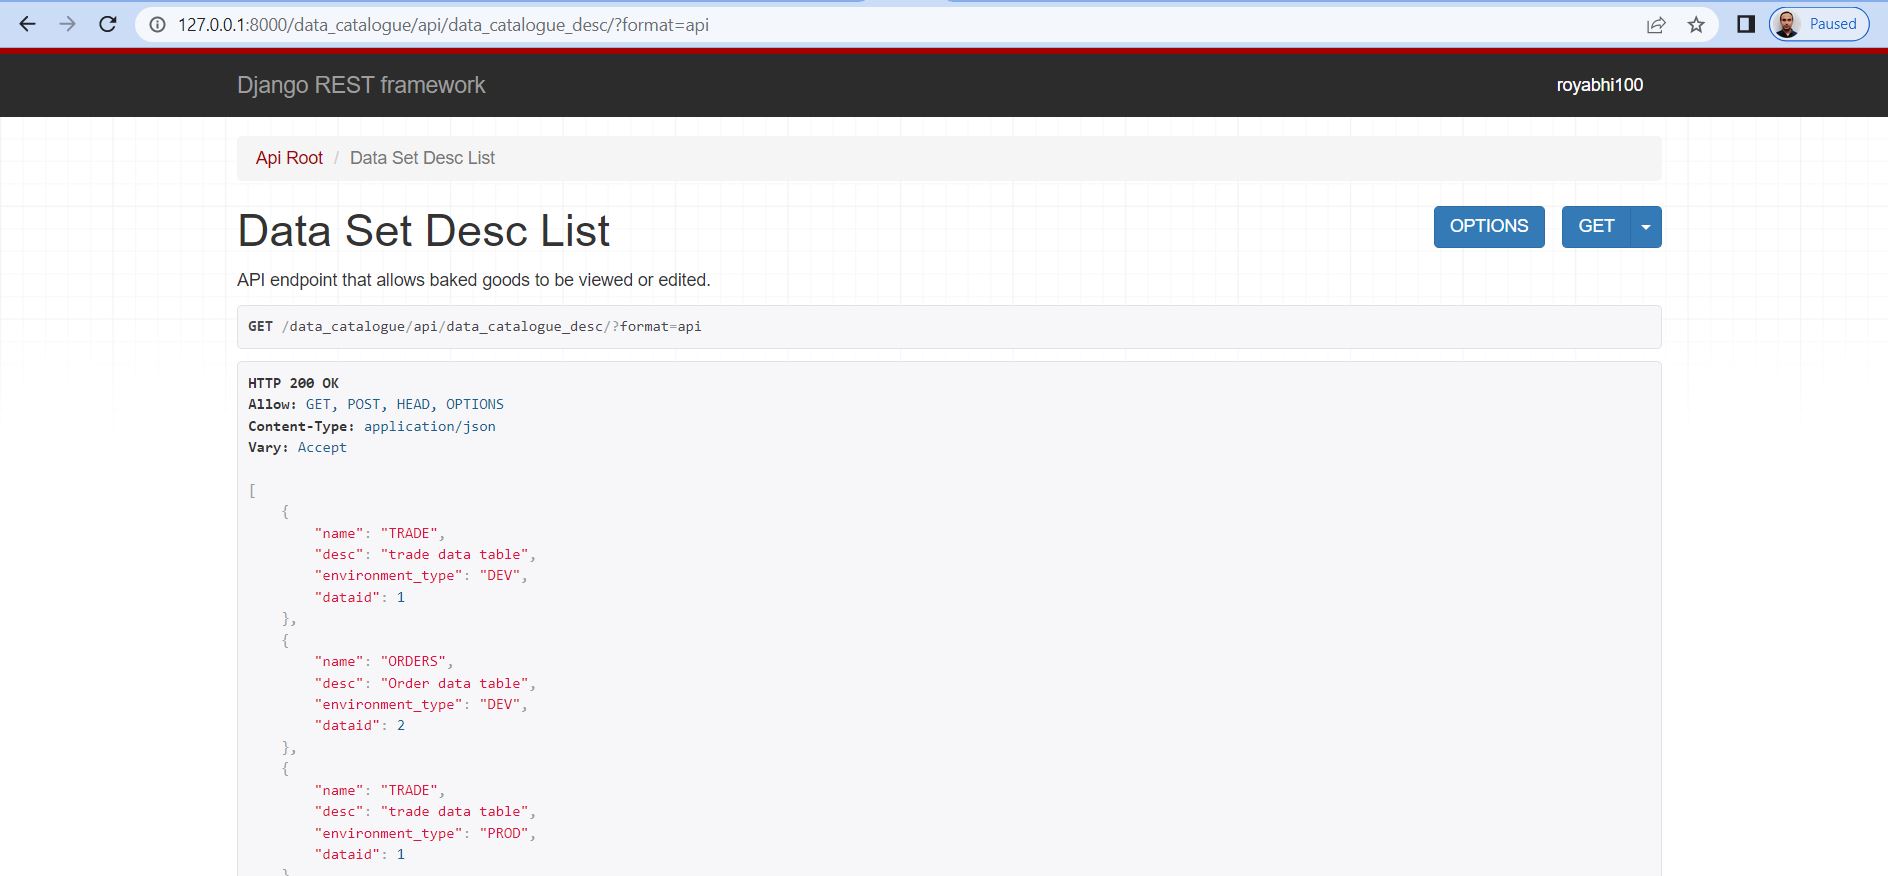 127.0.0.1:8000/data_catalogue/api/data_catalogue_desc/?format=api
Paused
Django REST framework
royabhi100
Api Root / Data Set Desc List
Data Set Desc List
OPTIONS
GET
API endpoint that allows baked goods to be viewed or edited.
GET /data_catalogue/api/data_catalogue_desc/?format=api
HTTP 200 OK
Allow: GET, POST, HEAD, OPTIONS
Content-Type: application/json
Vary: Accept
[
{
"name": "TRADE",
"desc": "trade data table",
"environment_type": "DEV",
"dataid": 1
},
{
"name": "ORDERS",
"desc": "Order data table",
"environment_type": "DEV",
"dataid": 2
},
{
"name": "TRADE",
"desc": "trade data table",
"environment_type": "PROD",
"dataid": 1
}